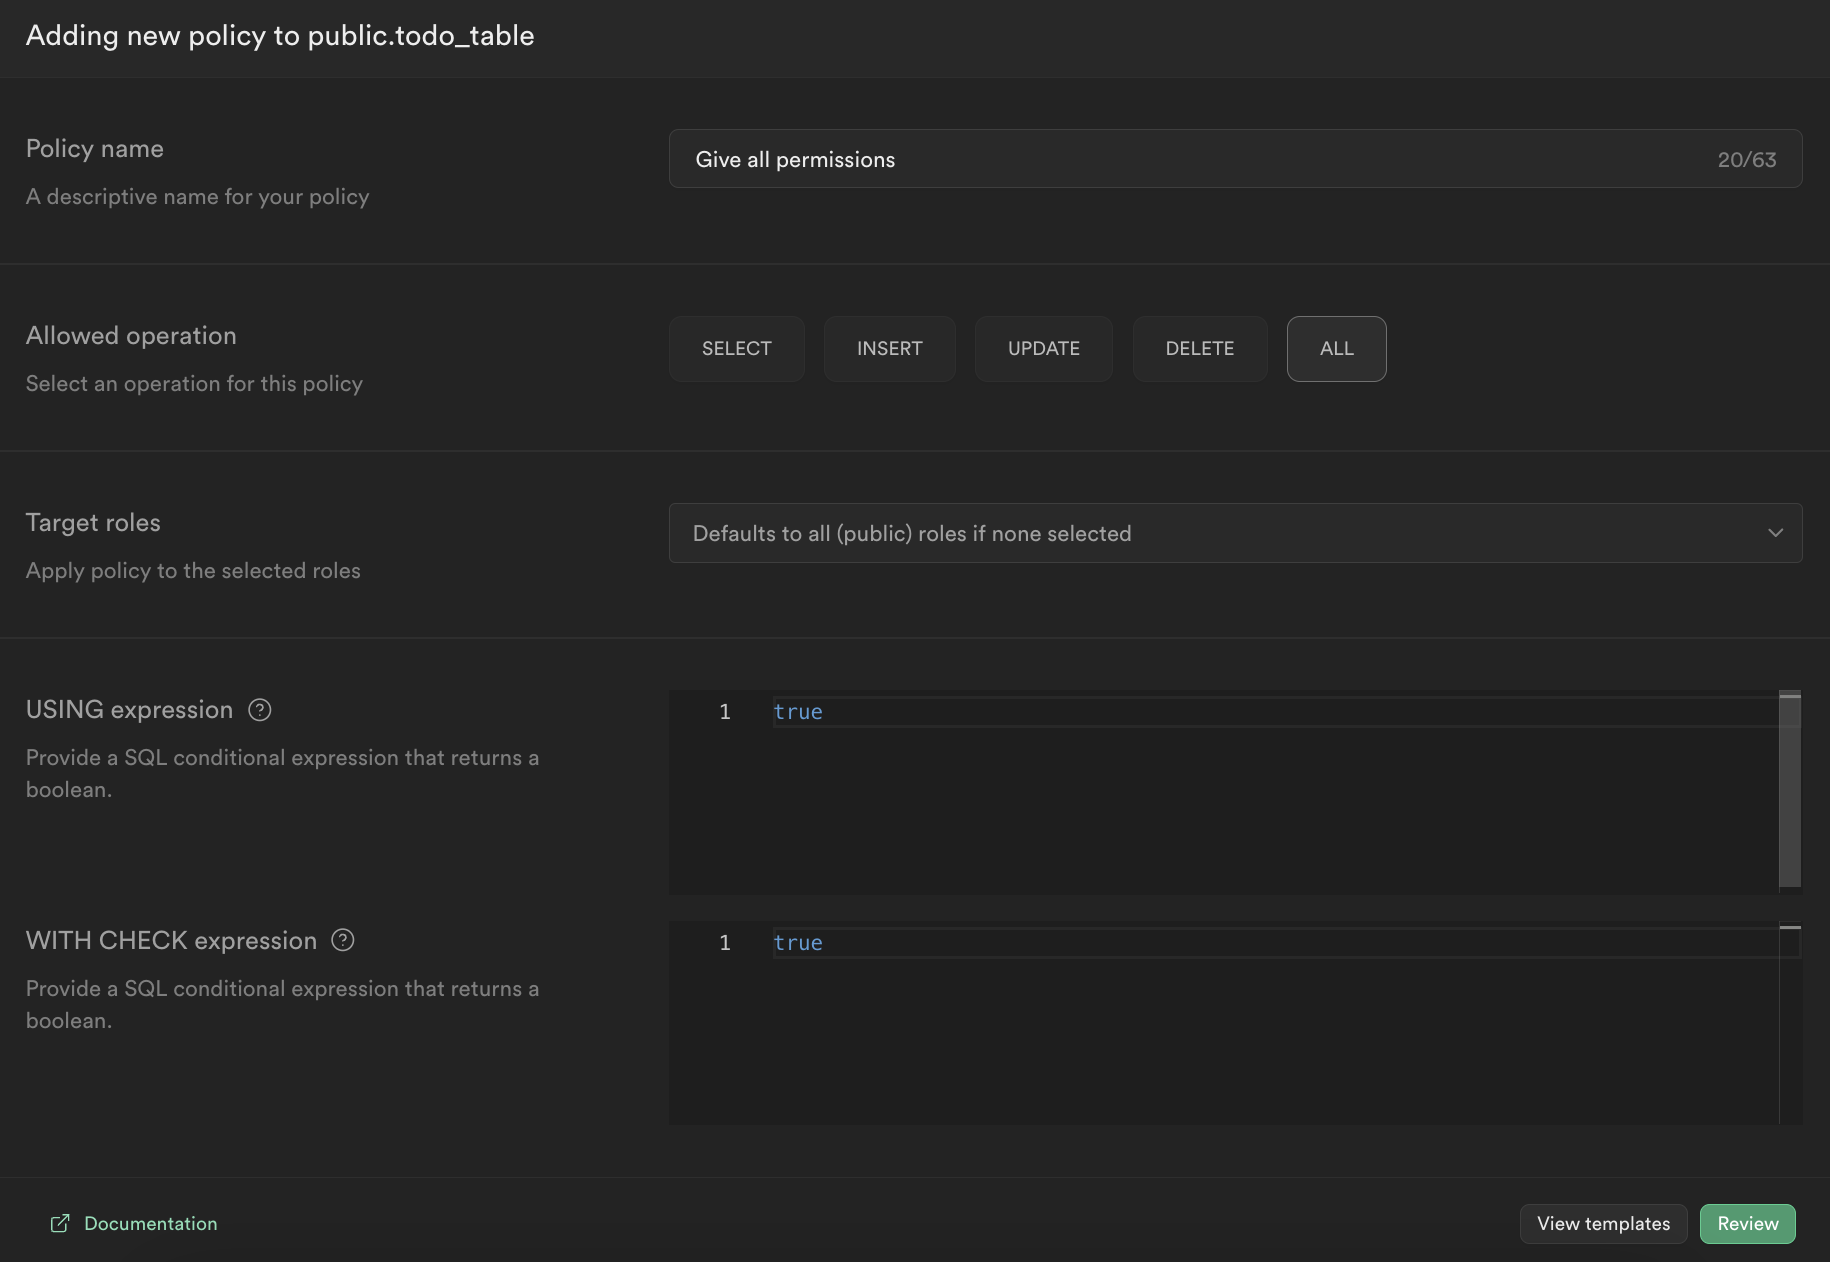 Adding new policy to public.todo_table
Policy name
A descriptive name for your policy
Give all permissions
20/63
Allowed operation
Select an operation for this policy
SELECT
INSERT
UPDATE
DELETE
ALL
Target roles
Apply policy to the selected roles
Defaults to all (public) roles if none selected
USING expression ?
Provide a SQL conditional expression that returns a
boolean.
1 true
WITH CHECK expression ?
Provide a SQL conditional expression that returns a
boolean.
1 true
Documentation
View templates
Review